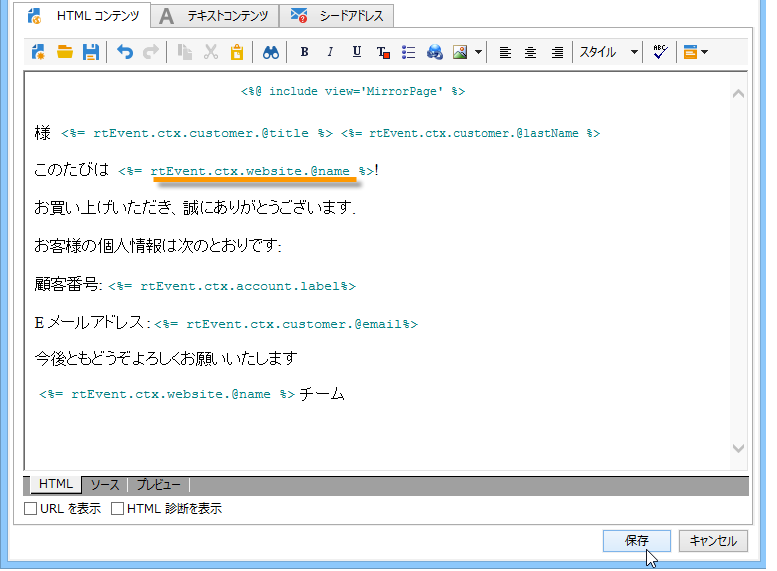 HTML コンテンツ テキストコンテンツ シードアドレス
B I U T スタイル ABC
<%@ include view='MirrorPage' %>
様 <%= rtEvent.ctx.customer.@title %> <%= rtEvent.ctx.customer.@lastName %>
このたびは <%= rtEvent.ctx.website.@name %>!
お買い上げいただき、誠にありがとうございます.
お客様の個人情報は次のとおりです:
顧客番号: <%= rtEvent.ctx.account.label%>
E メールアドレス: <%= rtEvent.ctx.customer.@email%>
今後ともどうぞよろしくお願いいたします
<%= rtEvent.ctx.website.@name %> チーム
HTML ソース プレビュー
URL を表示 HTML 診断を表示
保存 キャンセル